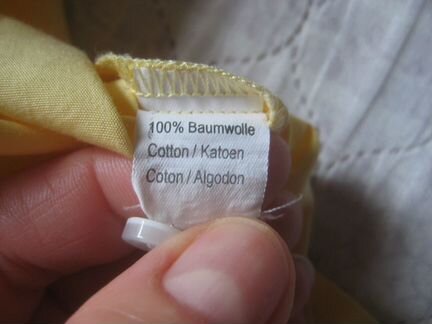 100% Baumwolle
Cotton / Katoen
Coton / Algodon